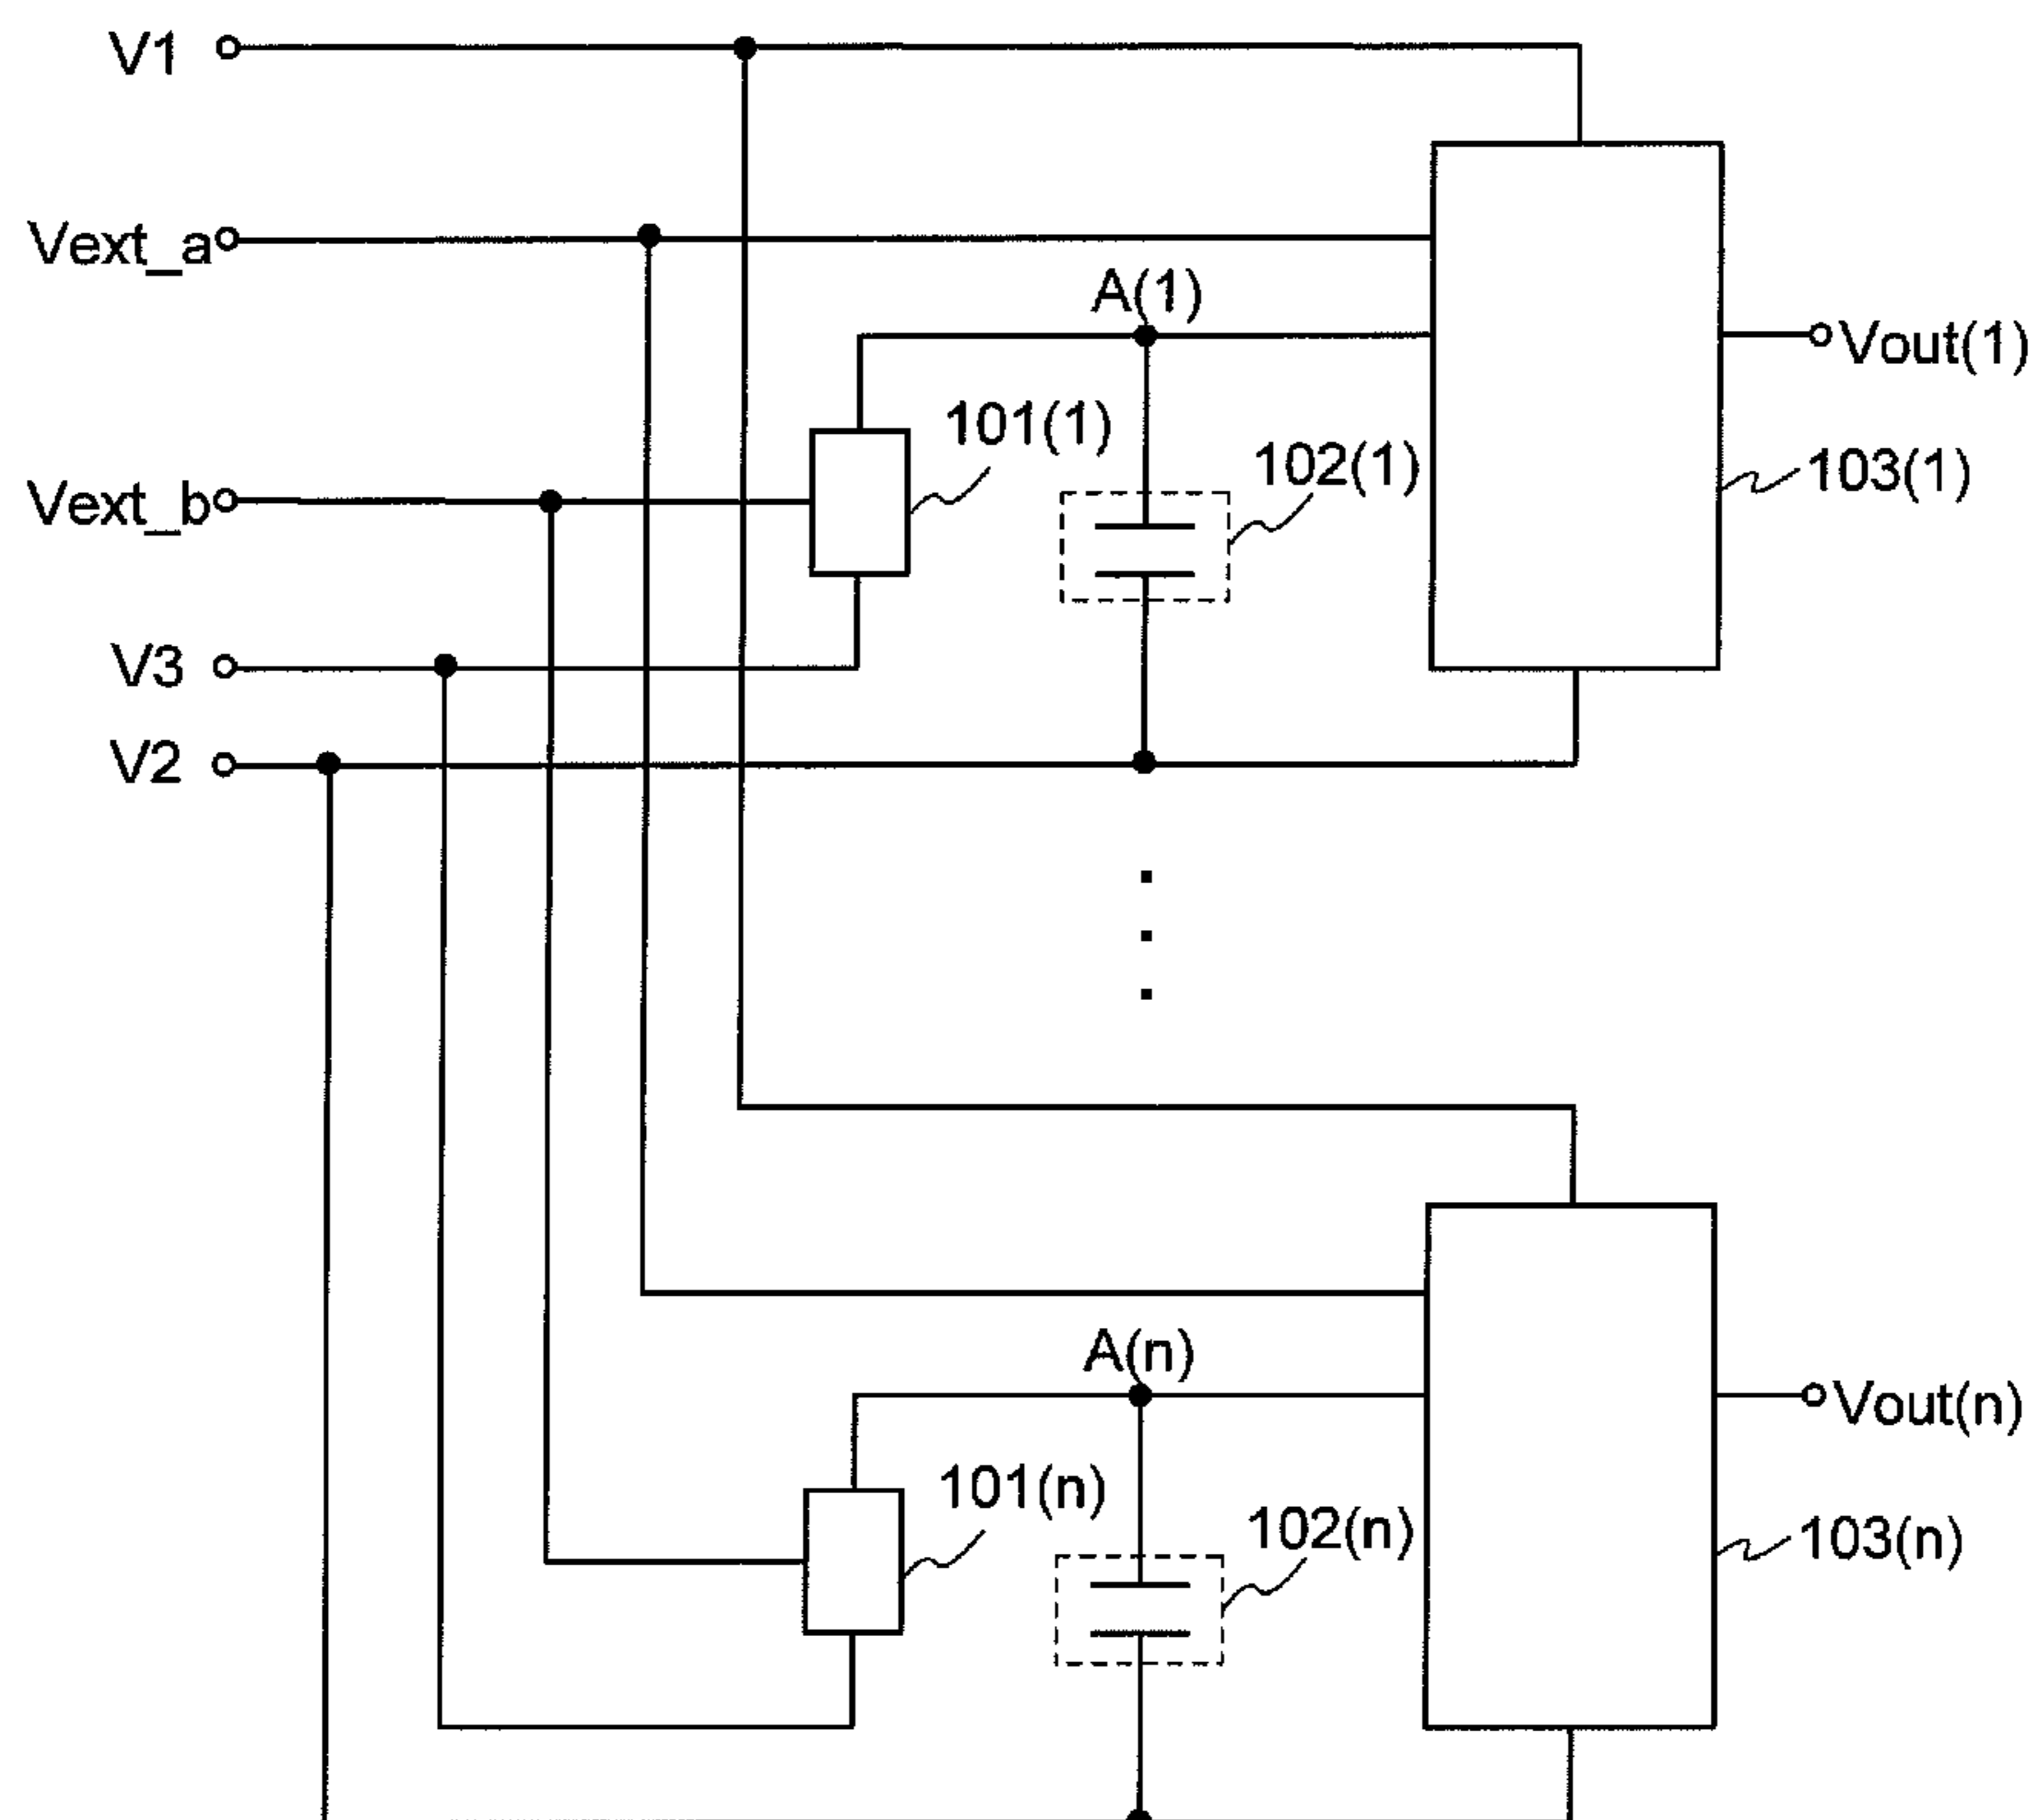 V1
Vext_a
A(1)
Vout(1)
101(1)
102(1)
103(1)
Vext_b
V3
V2
A(n)
Vout(n)
101(n)
102(n)
103(n)